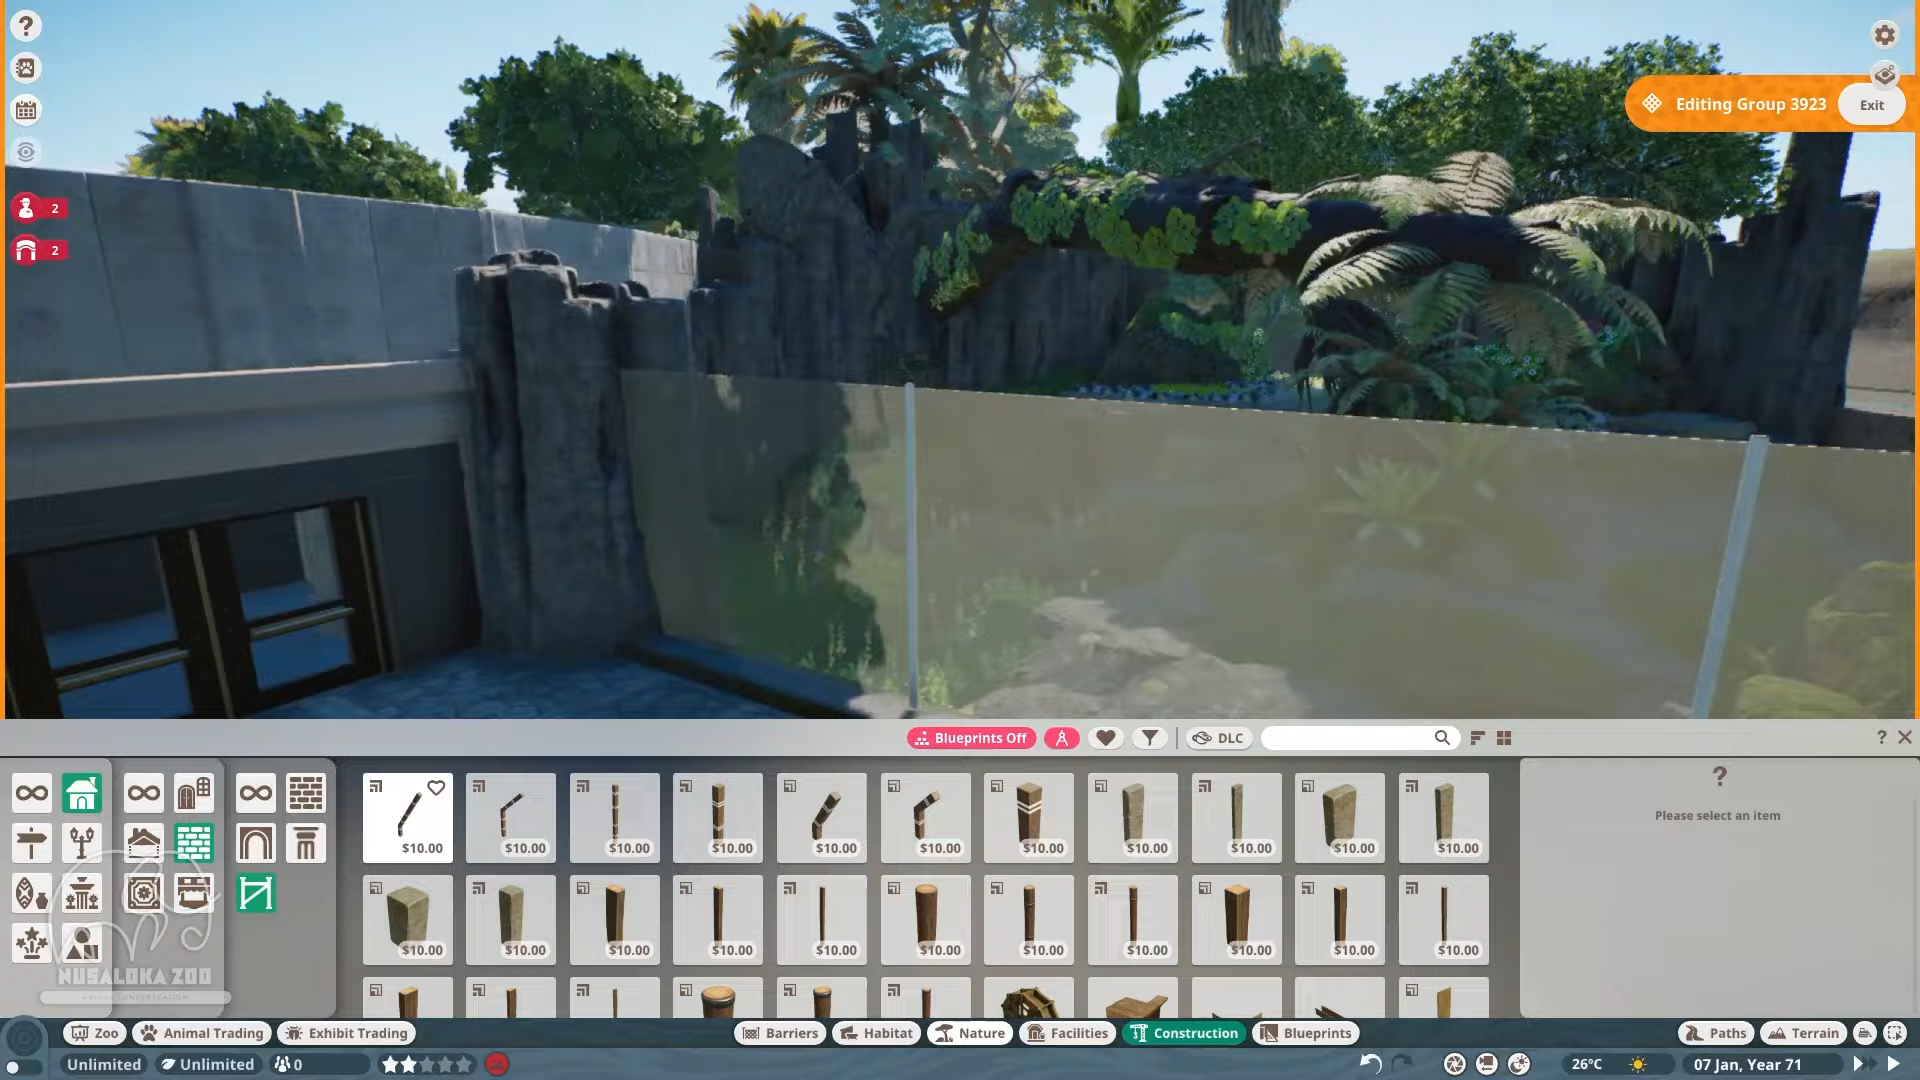 Editing Group 3923
Exit
2
2
Blueprints Off
DLC
Please select an item
$10.00 $10.00 $10.00 $10.00 $10.00 $10.00 $10.00 $10.00 $10.00 $10.00 $10.00
$10.00 $10.00 $10.00 $10.00 $10.00 $10.00 $10.00 $10.00 $10.00 $10.00 $10.00
NUSALOKA ZOO
ANIMAL CONSERVATION
Zoo
Animal Trading
Exhibit Trading
Barriers
Habitat
Nature
Facilities
Construction
Blueprints
Paths
Terrain
Unlimited
Unlimited
0
26°C
07 Jan, Year 71